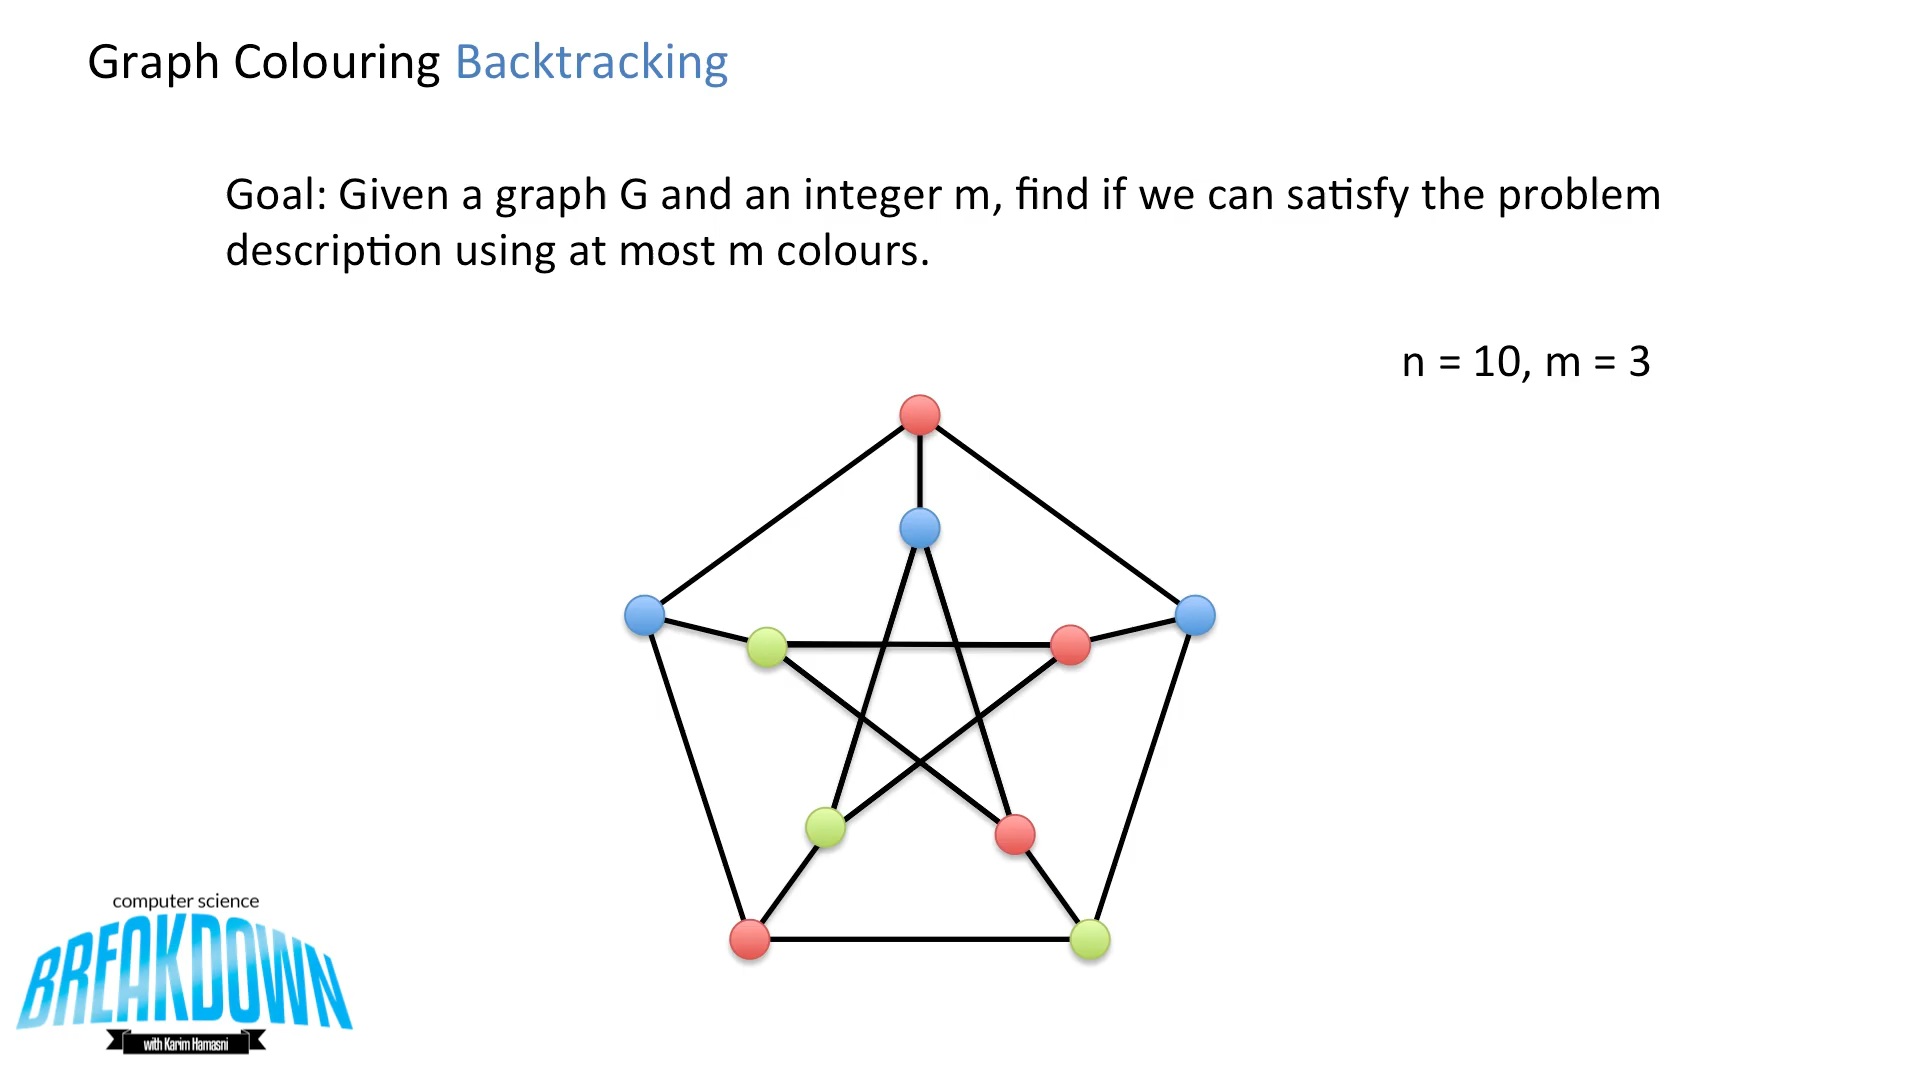 Graph Colouring Backtracking
Goal: Given a graph G and an integer m, find if we can satisfy the problem
description using at most m colours.
n = 10, m = 3
computer science
BREAKDOWN
with Karim Hamasni